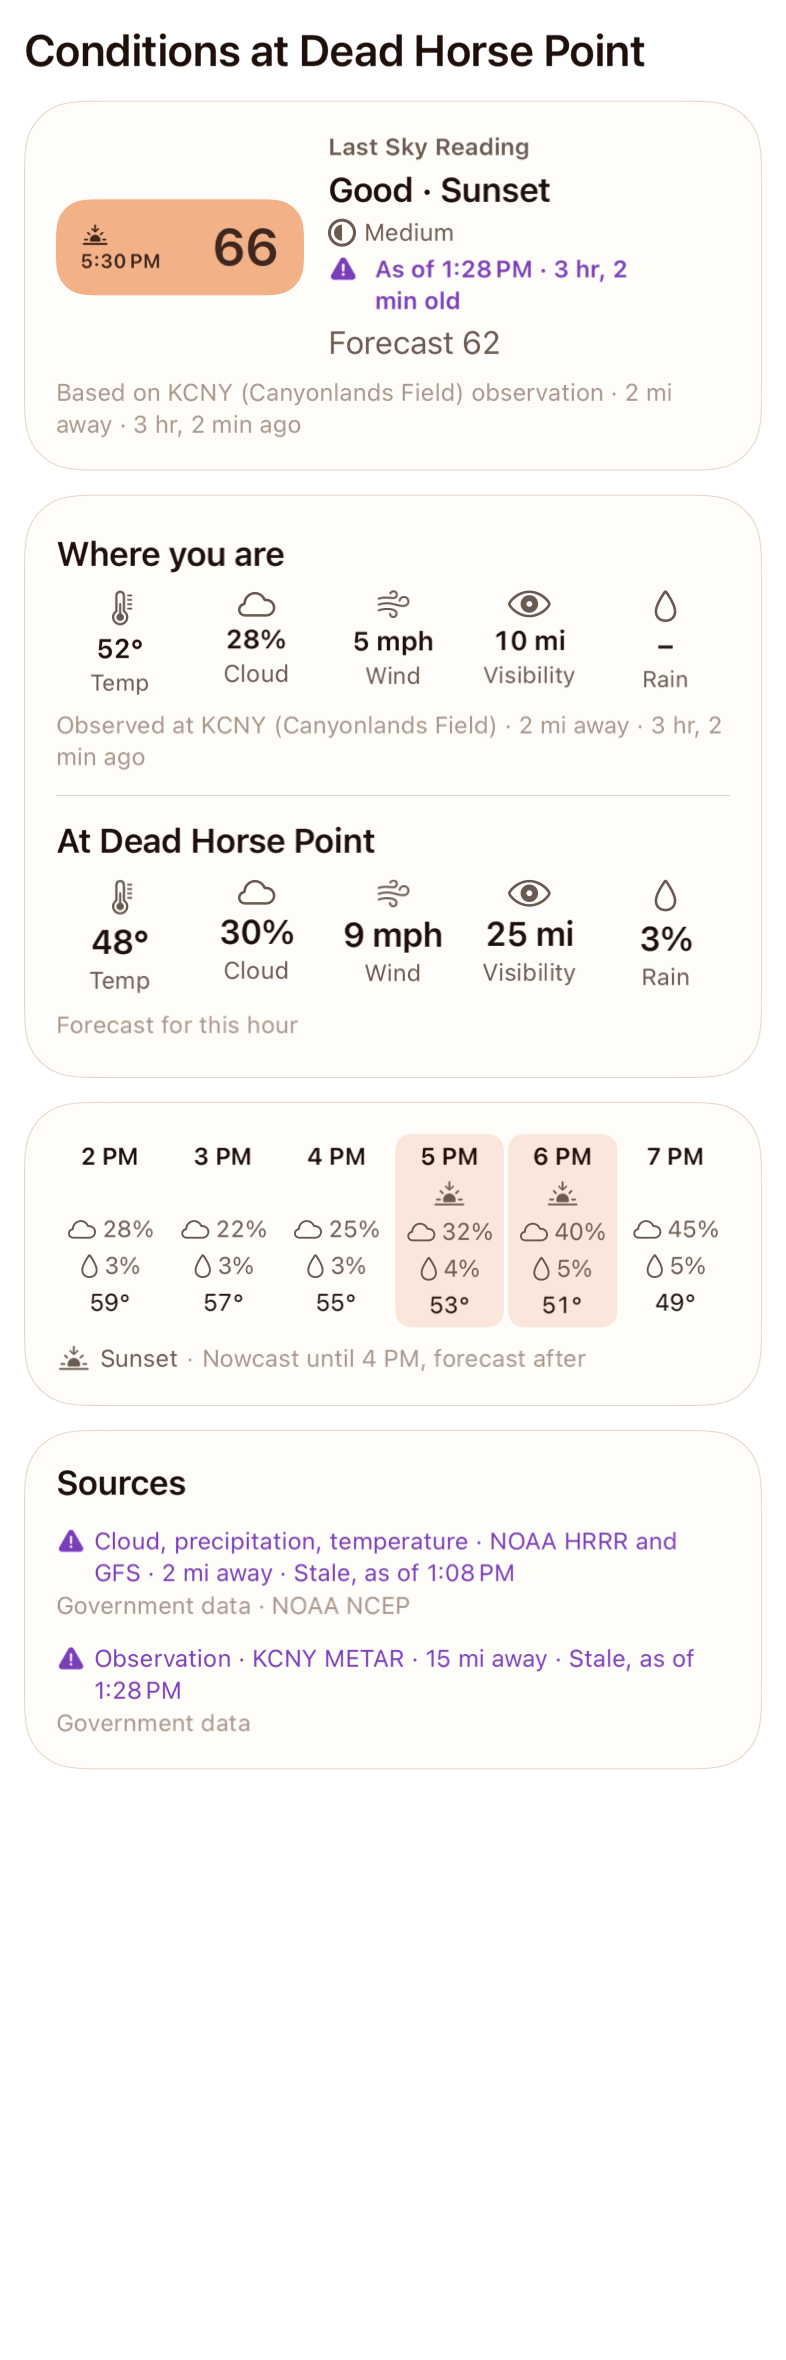 Conditions at Dead Horse Point
Last Sky Reading
Good · Sunset
5:30 PM
66
Medium
As of 1:28 PM · 3 hr, 2
min old
Forecast 62
Based on KCNY (Canyonlands Field) observation · 2 mi
away · 3 hr, 2 min ago
Where you are
52° 28% 5 mph 10 mi –
Temp Cloud Wind Visibility Rain
Observed at KCNY (Canyonlands Field) · 2 mi away · 3 hr, 2
min ago
At Dead Horse Point
48° 30% 9 mph 25 mi 3%
Temp Cloud Wind Visibility Rain
Forecast for this hour
2 PM 3 PM 4 PM 5 PM 6 PM 7 PM
28% 22% 25% 32% 40% 45%
3% 3% 3% 4% 5% 5%
59° 57° 55° 53° 51° 49°
Sunset · Nowcast until 4 PM, forecast after
Sources
Cloud, precipitation, temperature · NOAA HRRR and
GFS · 2 mi away · Stale, as of 1:08 PM
Government data · NOAA NCEP
Observation · KCNY METAR · 15 mi away · Stale, as of
1:28 PM
Government data